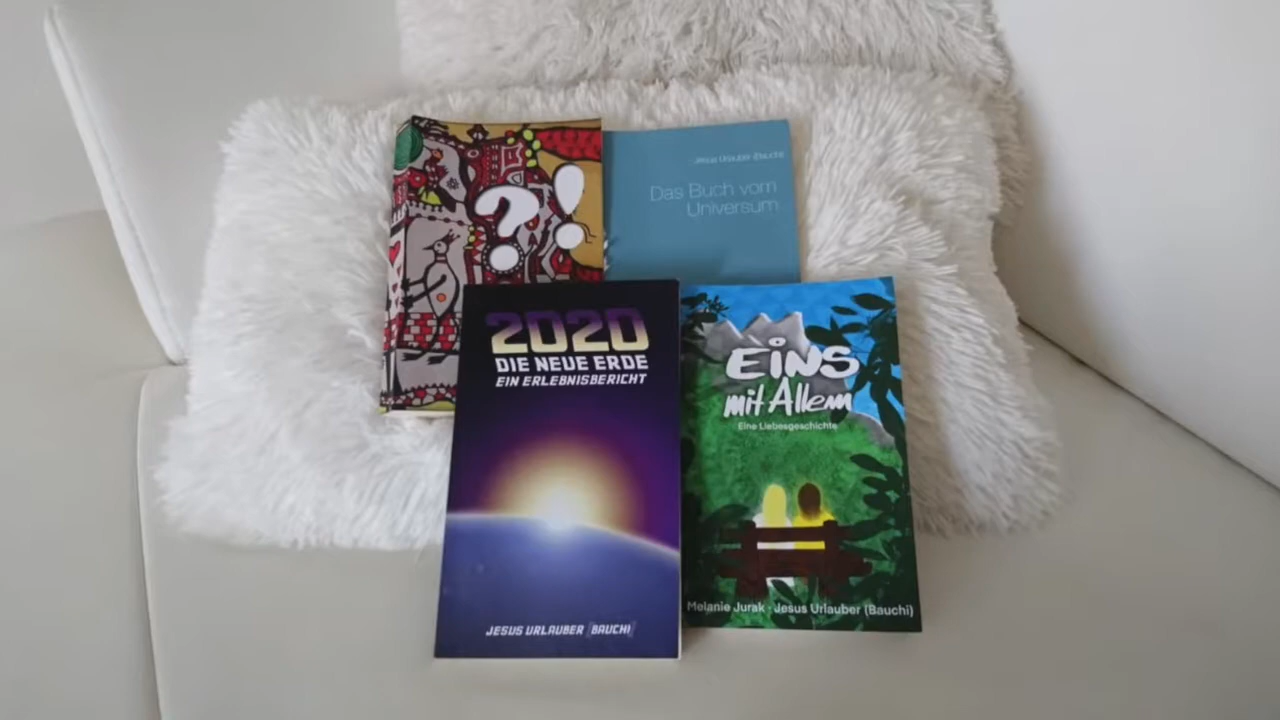 ?!
Jesus Urlauber (Bauchi)
Das Buch vom
Universum
2020
DIE NEUE ERDE
EIN ERLEBNISBERICHT
JESUS URLAUBER (BAUCHI)
EINS
mit Allem
Eine Liebesgeschichte
Melanie Jurak · Jesus Urlauber (Bauchi)